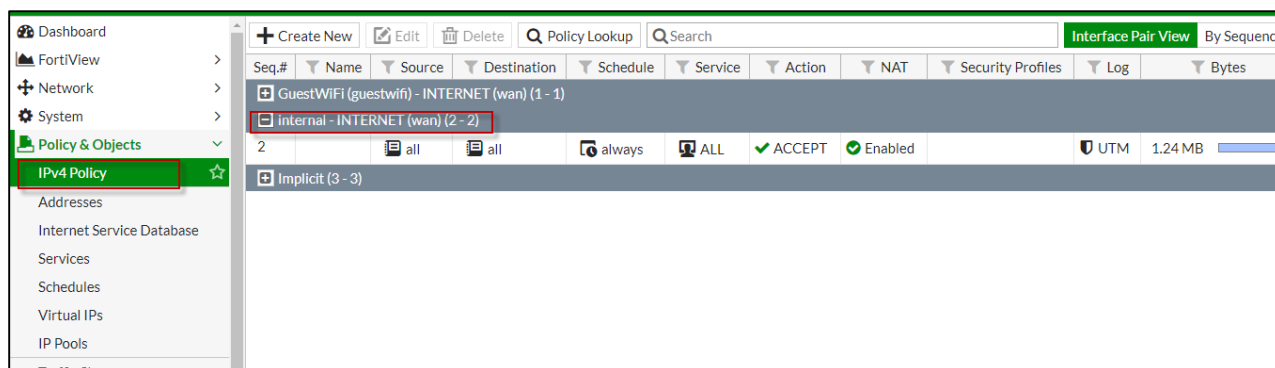 Dashboard
FortiView
Network
System
Policy & Objects
IPv4 Policy
Addresses
Internet Service Database
Services
Schedules
Virtual IPs
IP Pools
Create New Edit Delete Policy Lookup Search Interface Pair View By Sequenc
Seq.# Name Source Destination Schedule Service Action NAT Security Profiles Log Bytes
GuestWiFi (guestwifi) - INTERNET (wan) (1 - 1)
internal - INTERNET (wan) (2 - 2)
2 all all always ALL ACCEPT Enabled UTM 1.24 MB
Implicit (3 - 3)